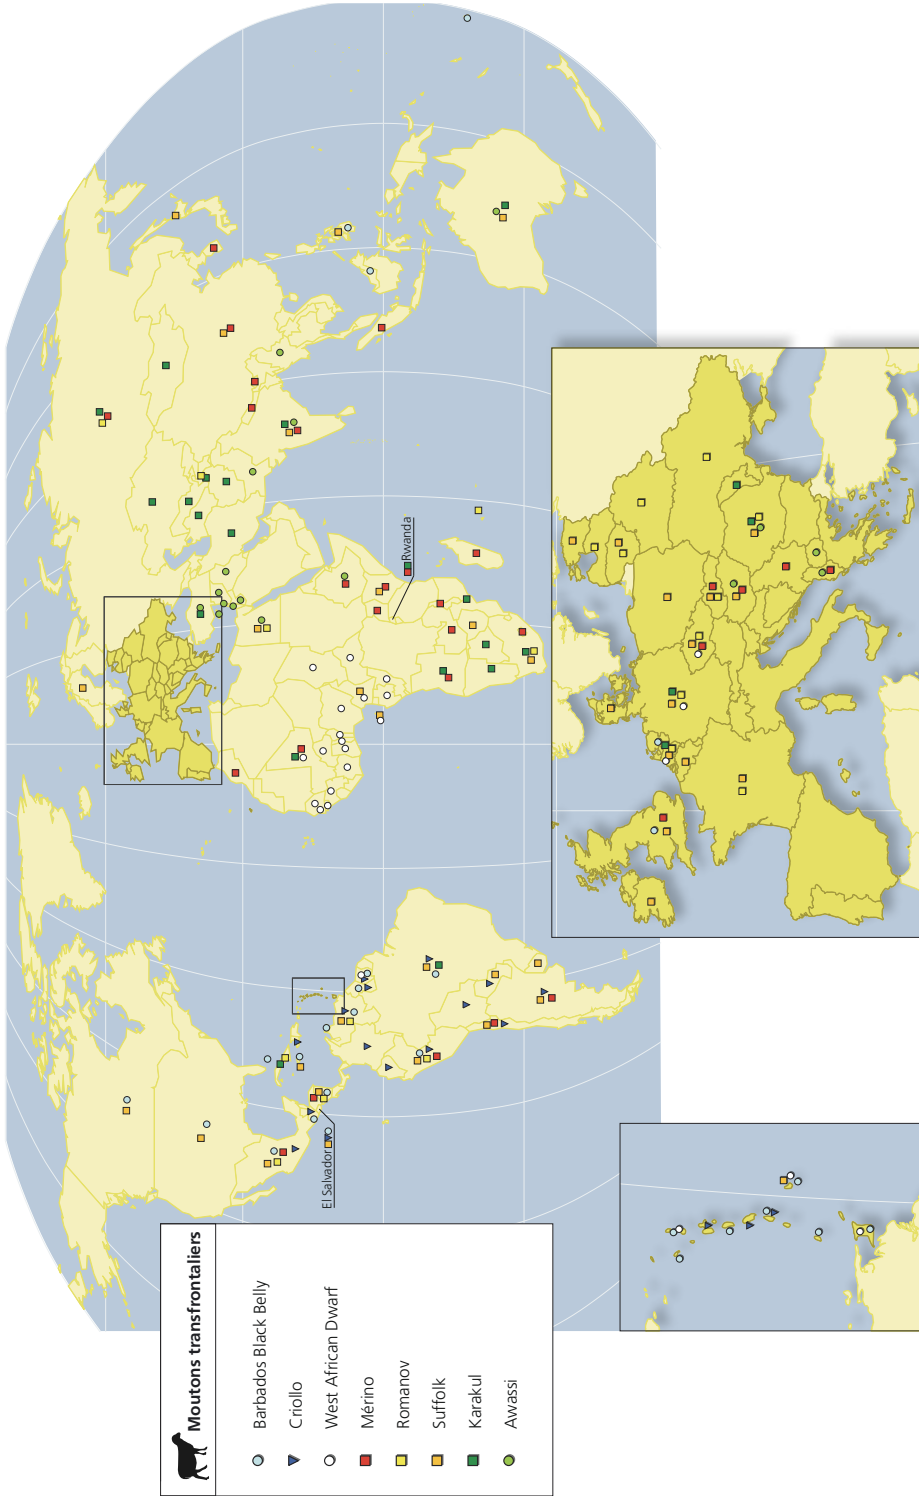 Moutons transfrontaliers
Barbados Black Belly
Criollo
West African Dwarf
Mérino
Romanov
Suffolk
Karakul
Awassi
El Salvador
Rwanda